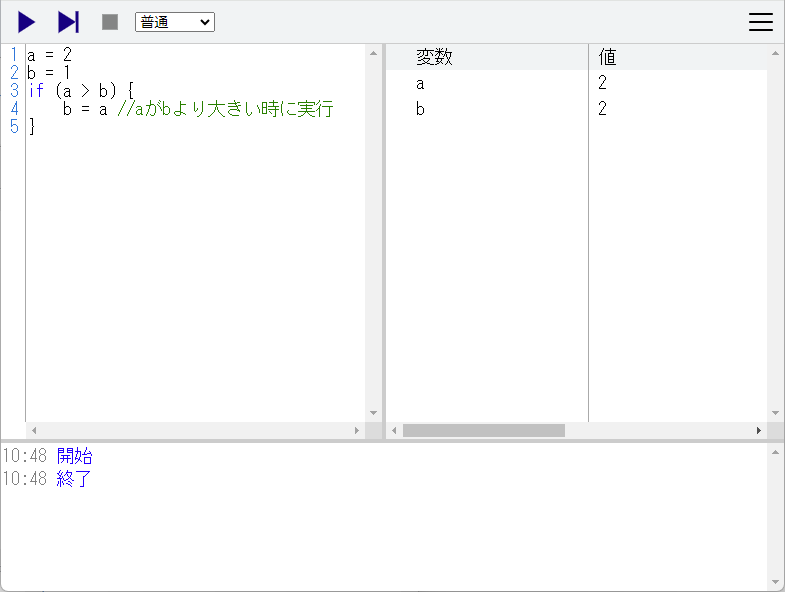 普通
1 a = 2
2 b = 1
3 if (a > b) {
4     b = a //aがbより大きい時に実行
5 }
変数 値
a 2
b 2
10:48 開始
10:48 終了